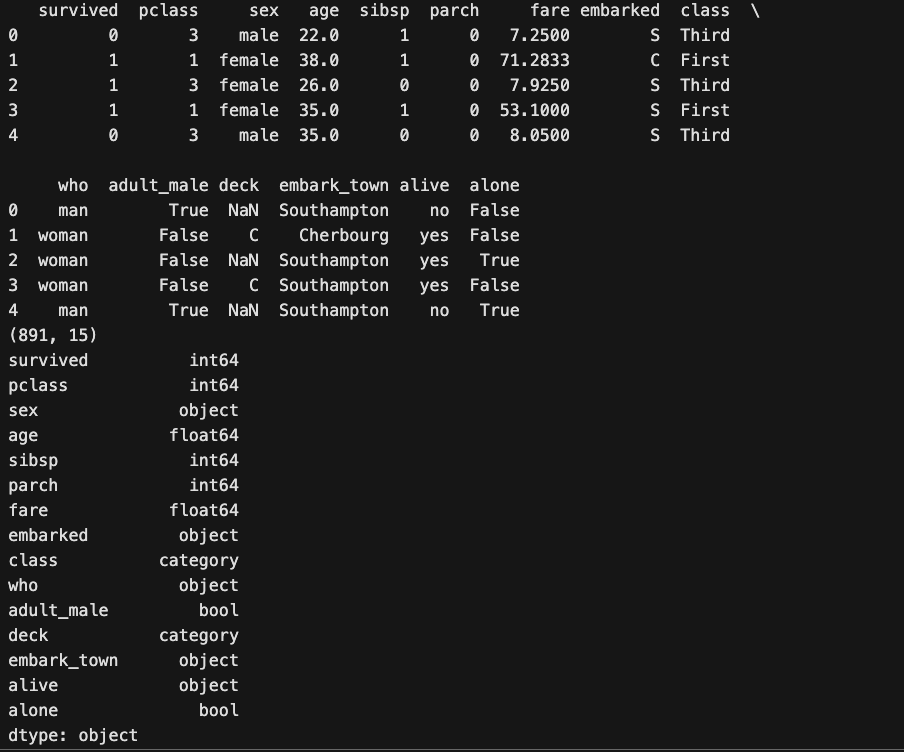 survived  pclass     sex   age  sibsp  parch     fare embarked  class  \
0         0       3    male  22.0      1      0   7.2500        S  Third
1         1       1  female  38.0      1      0  71.2833        C  First
2         1       3  female  26.0      0      0   7.9250        S  Third
3         1       1  female  35.0      1      0  53.1000        S  First
4         0       3    male  35.0      0      0   8.0500        S  Third

     who  adult_male deck  embark_town alive  alone
0    man        True  NaN  Southampton    no  False
1  woman       False    C    Cherbourg   yes  False
2  woman       False  NaN  Southampton   yes   True
3  woman       False    C  Southampton   yes  False
4    man        True  NaN  Southampton    no   True
(891, 15)
survived          int64
pclass            int64
sex              object
age             float64
sibsp             int64
parch             int64
fare            float64
embarked         object
class          category
who              object
adult_male         bool
deck           category
embark_town      object
alive            object
alone              bool
dtype: object